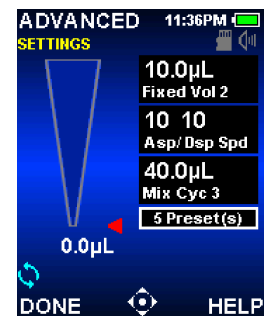 ADVANCED 11:36PM
SETTINGS
10.0µL
Fixed Vol 2
10 10
Asp/Dsp Spd
40.0µL
Mix Cyc 3
5 Preset(s)
0.0µL
DONE HELP